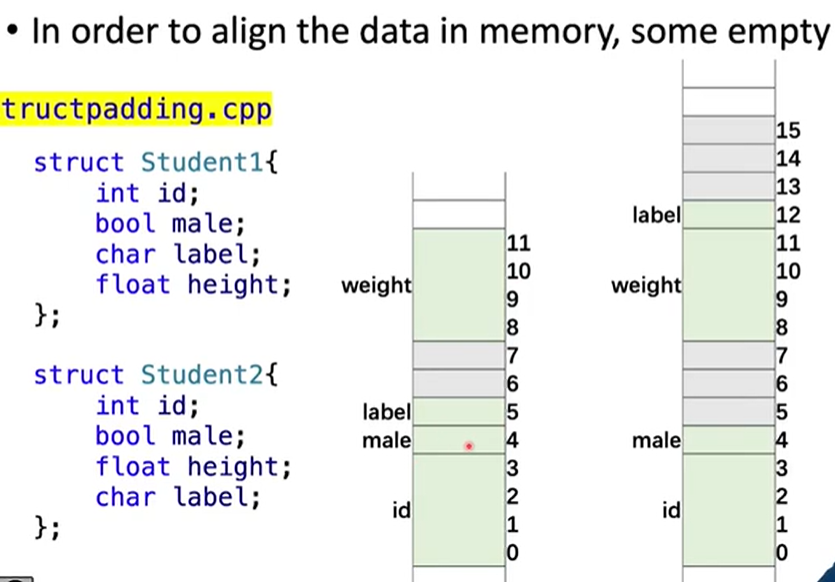 • In order to align the data in memory, some empty
tructpadding.cpp
struct Student1{
int id;
bool male;
char label;
float height;
};
struct Student2{
int id;
bool male;
float height;
char label;
};
weight
label
male
id
11
10
9
8
7
6
5
4
3
2
1
0
label
weight
male
id
15
14
13
12
11
10
9
8
7
6
5
4
3
2
1
0